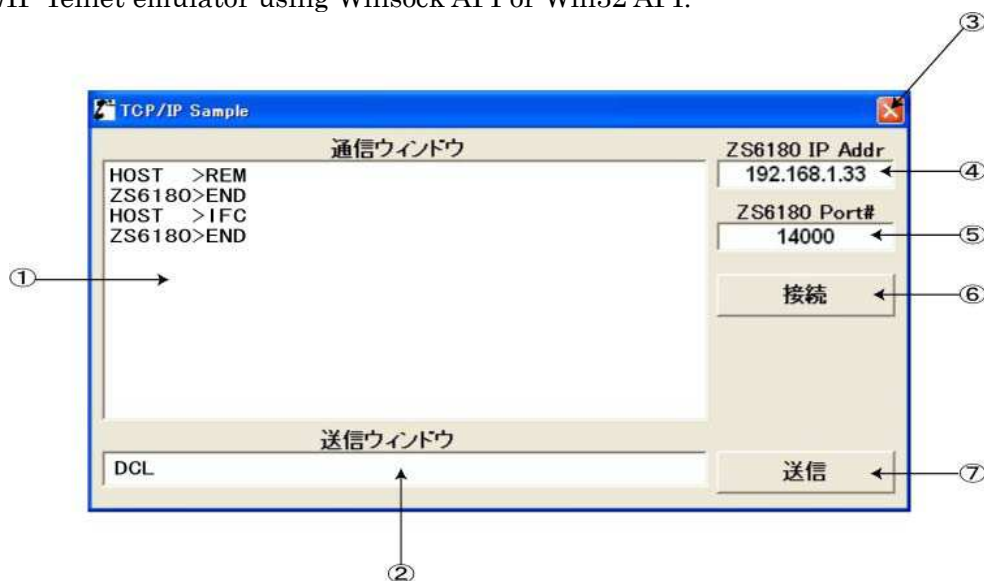 /IP Telnet emulator using Winsock API or Win32 API.
③
TCP/IP Sample
通信ウィンドウ
ZS6180 IP Addr
HOST >REM
192.168.1.33
④
ZS6180>END
HOST >IFC
ZS6180 Port#
ZS6180>END
14000
⑤
①
接続
⑥
送信ウィンドウ
DCL
送信
⑦
②